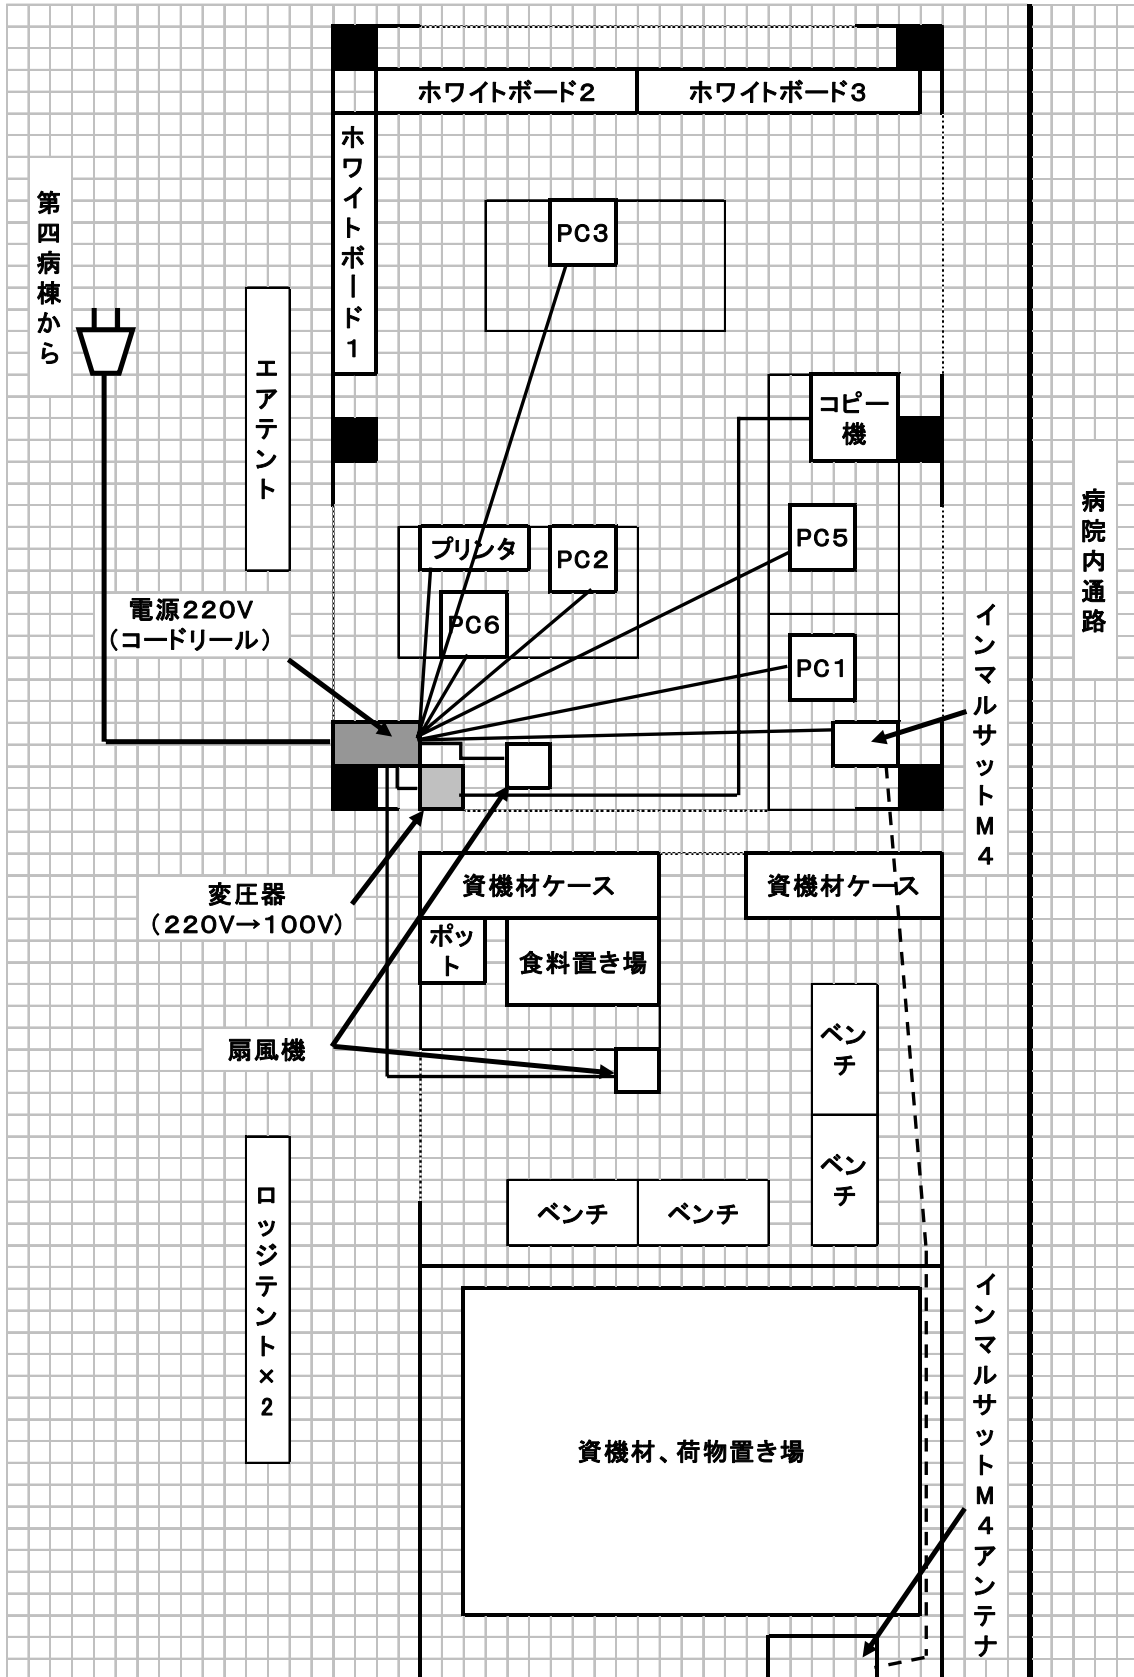 ホワイトボード2
ホワイトボード3
ホワイトボード1
第四病棟から
PC3
エアテント
コピー
機
病院内通路
プリンタ
PC2
PC5
PC6
電源220V
(コードリール)
PC1
インマルサットM4
変圧器
(220V→100V)
資機材ケース
資機材ケース
ポッ
ト
食料置き場
扇風機
ベン
チ
ベン
チ
ベンチ
ベンチ
ロッジテント×2
資機材、荷物置き場
インマルサットM4アンテナ